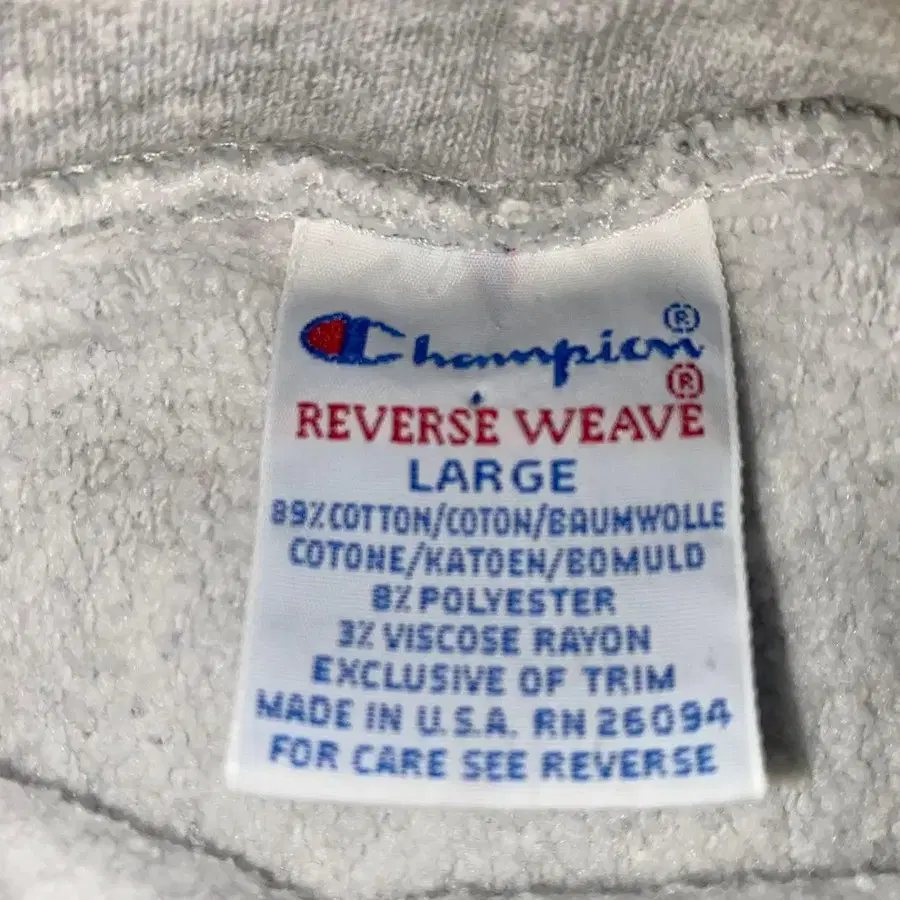 Champion®
REVERSE WEAVE®
LARGE
89% COTTON/COTON/BAUMWOLLE
COTONE/KATOEN/BOMULD
8% POLYESTER
3% VISCOSE RAYON
EXCLUSIVE OF TRIM
MADE IN U.S.A. RN 26094
FOR CARE SEE REVERSE